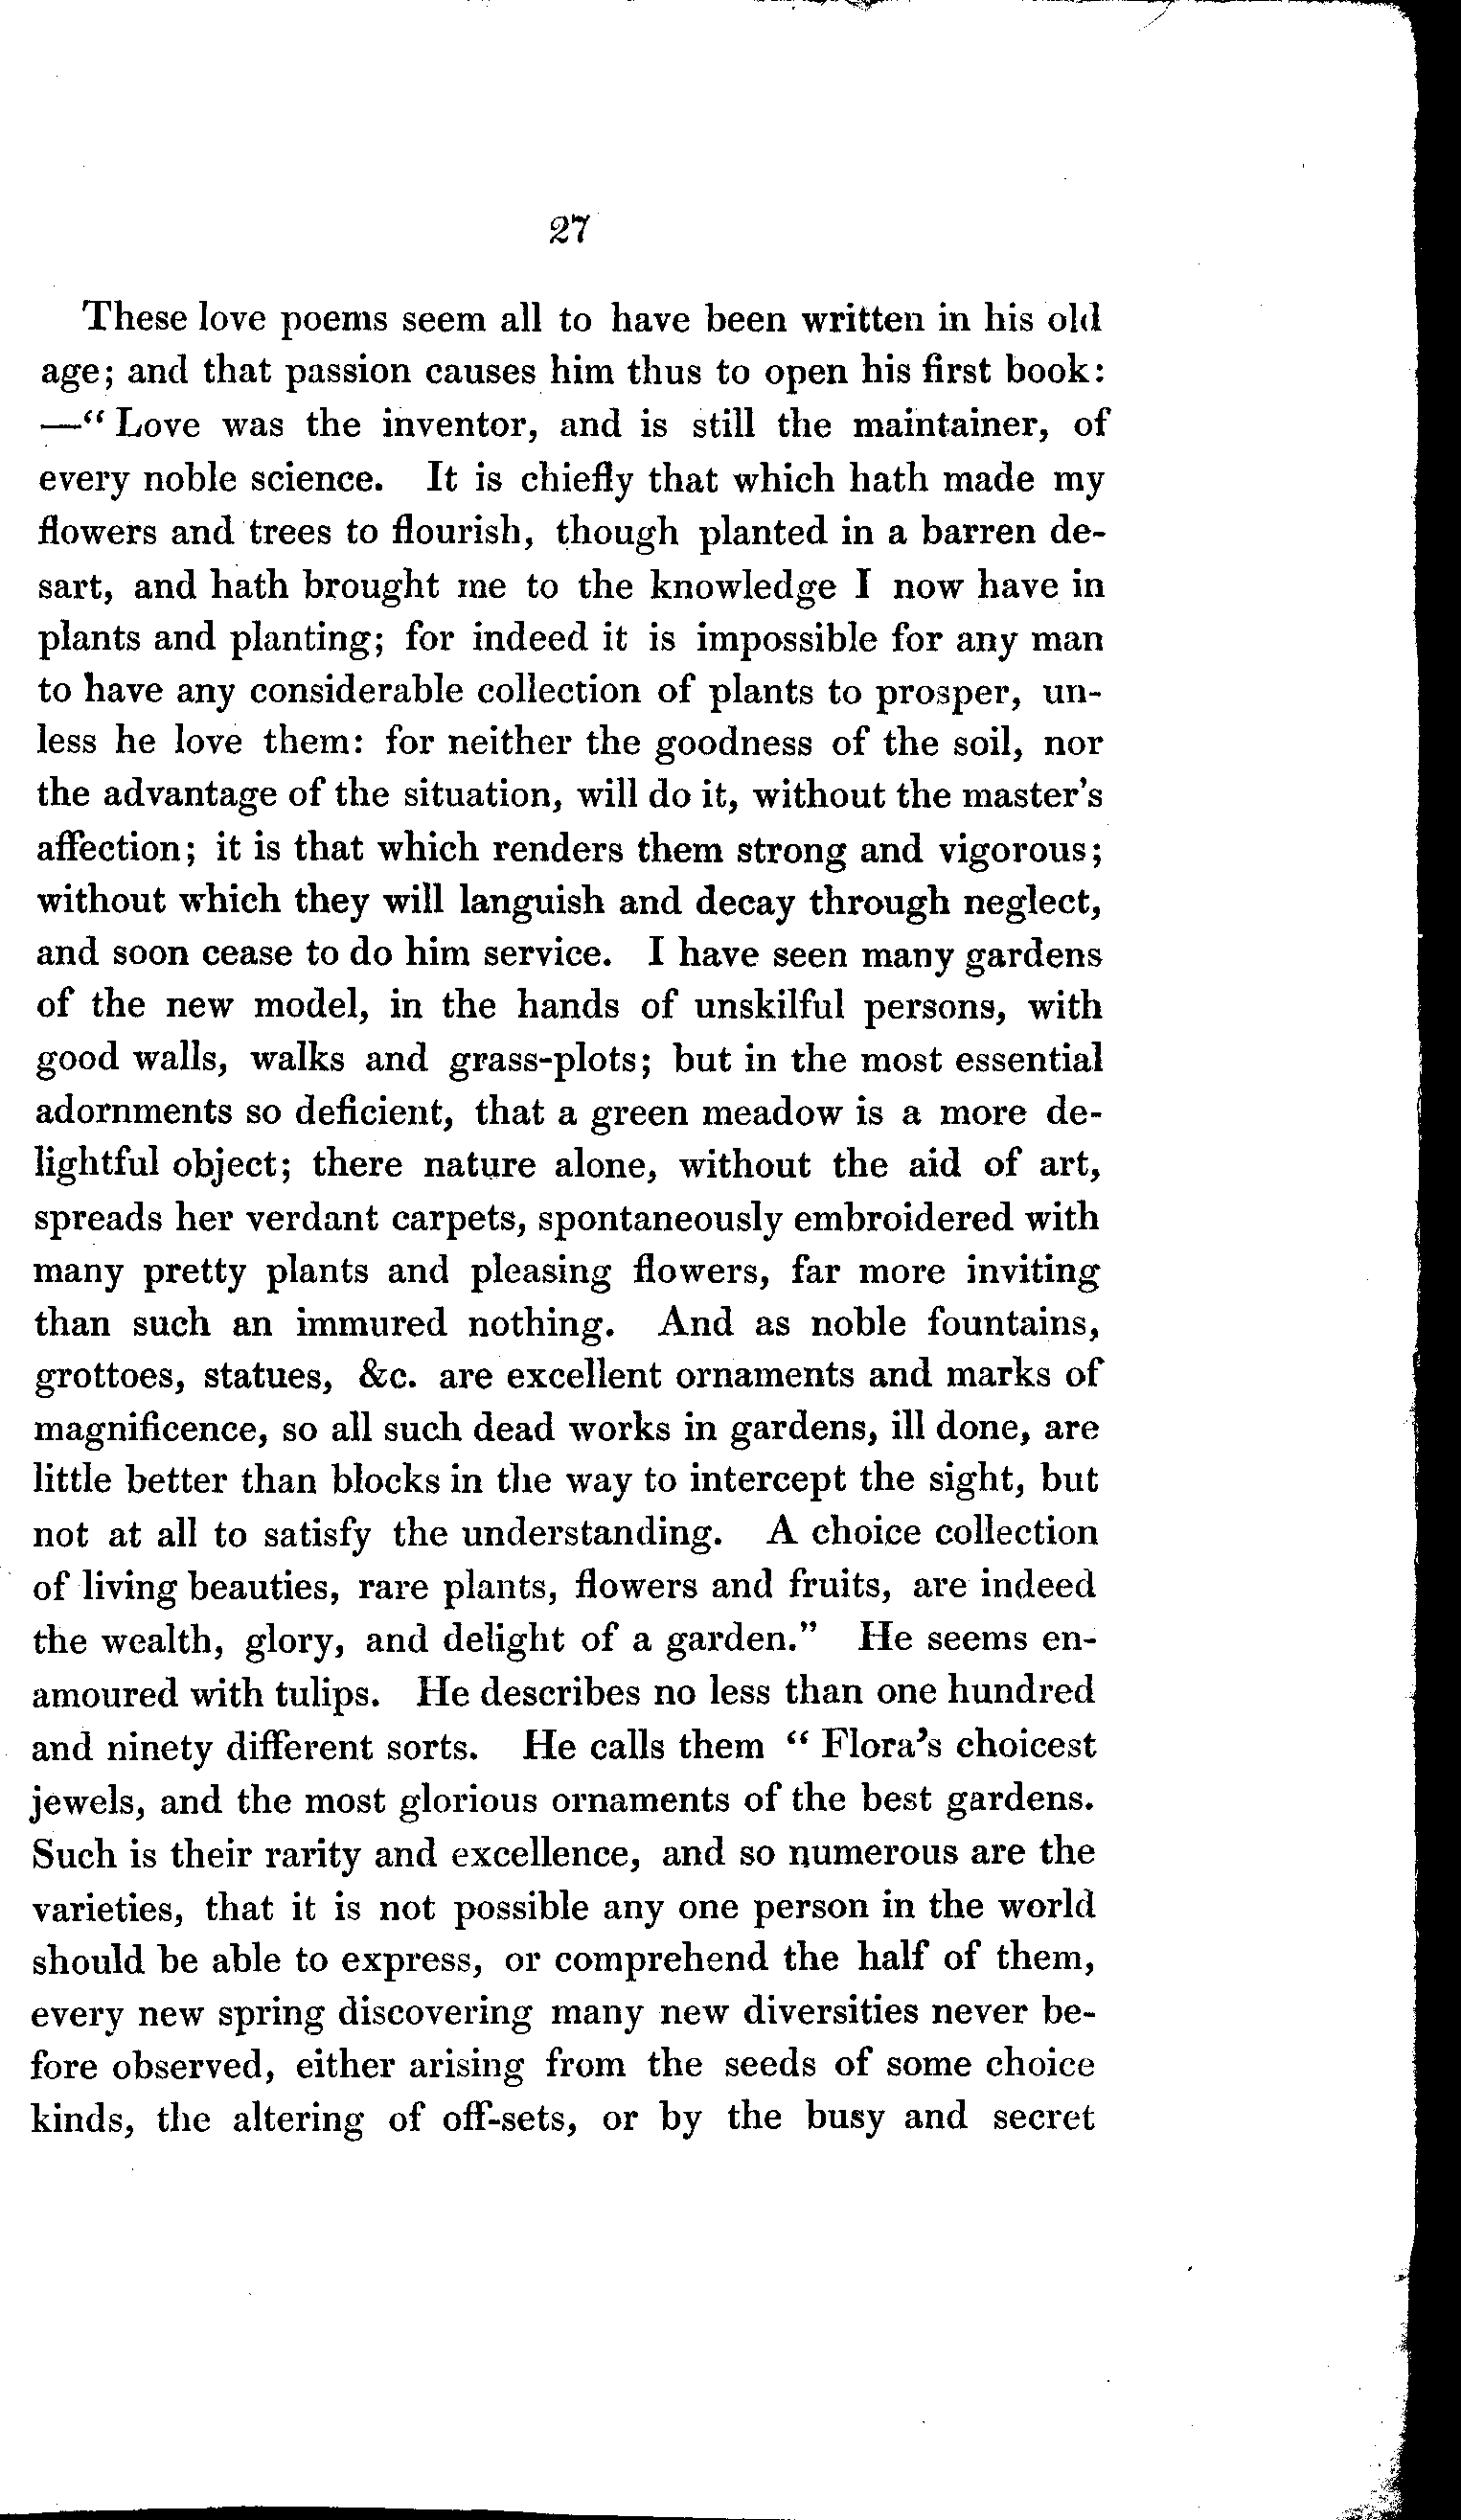 27
These love poems seem all to have been written in his old
age; and that passion causes him thus to open his first book:
—“ Love was the inventor, and is still the maintainer, of
every noble science. It is chiefly that which hath made my
flowers and trees to flourish, though planted in a barren de-
sart, and hath brought me to the knowledge I now have in
plants and planting; for indeed it is impossible for any man
to have any considerable collection of plants to prosper, un-
less he love them: for neither the goodness of the soil, nor
the advantage of the situation, will do it, without the master's
affection; it is that which renders them strong and vigorous;
without which they will languish and decay through neglect,
and soon cease to do him service. I have seen many gardens
of the new model, in the hands of unskilful persons, with
good walls, walks and grass-plots; but in the most essential
adornments so deficient, that a green meadow is a more de-
lightful object; there nature alone, without the aid of art,
spreads her verdant carpets, spontaneously embroidered with
many pretty plants and pleasing flowers, far more inviting
than such an immured nothing. And as noble fountains,
grottoes, statues, &c. are excellent ornaments and marks of
magnificence, so all such dead works in gardens, ill done, are
little better than blocks in the way to intercept the sight, but
not at all to satisfy the understanding. A choice collection
of living beauties, rare plants, flowers and fruits, are indeed
the wealth, glory, and delight of a garden.” He seems en-
amoured with tulips. He describes no less than one hundred
and ninety different sorts. He calls them “ Flora's choicest
jewels, and the most glorious ornaments of the best gardens.
Such is their rarity and excellence, and so numerous are the
varieties, that it is not possible any one person in the world
should be able to express, or comprehend the half of them,
every new spring discovering many new diversities never be-
fore observed, either arising from the seeds of some choice
kinds, the altering of off-sets, or by the busy and secret